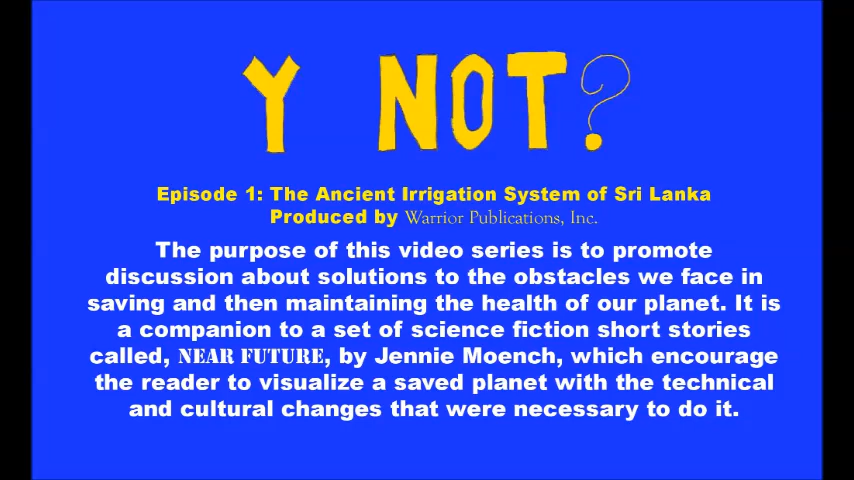 Y NOT?
Episode 1: The Ancient Irrigation System of Sri Lanka
Produced by Warrior Publications, Inc.
The purpose of this video series is to promote
discussion about solutions to the obstacles we face in
saving and then maintaining the health of our planet. It is
a companion to a set of science fiction short stories
called, NEAR FUTURE, by Jennie Moench, which encourage
the reader to visualize a saved planet with the technical
and cultural changes that were necessary to do it.